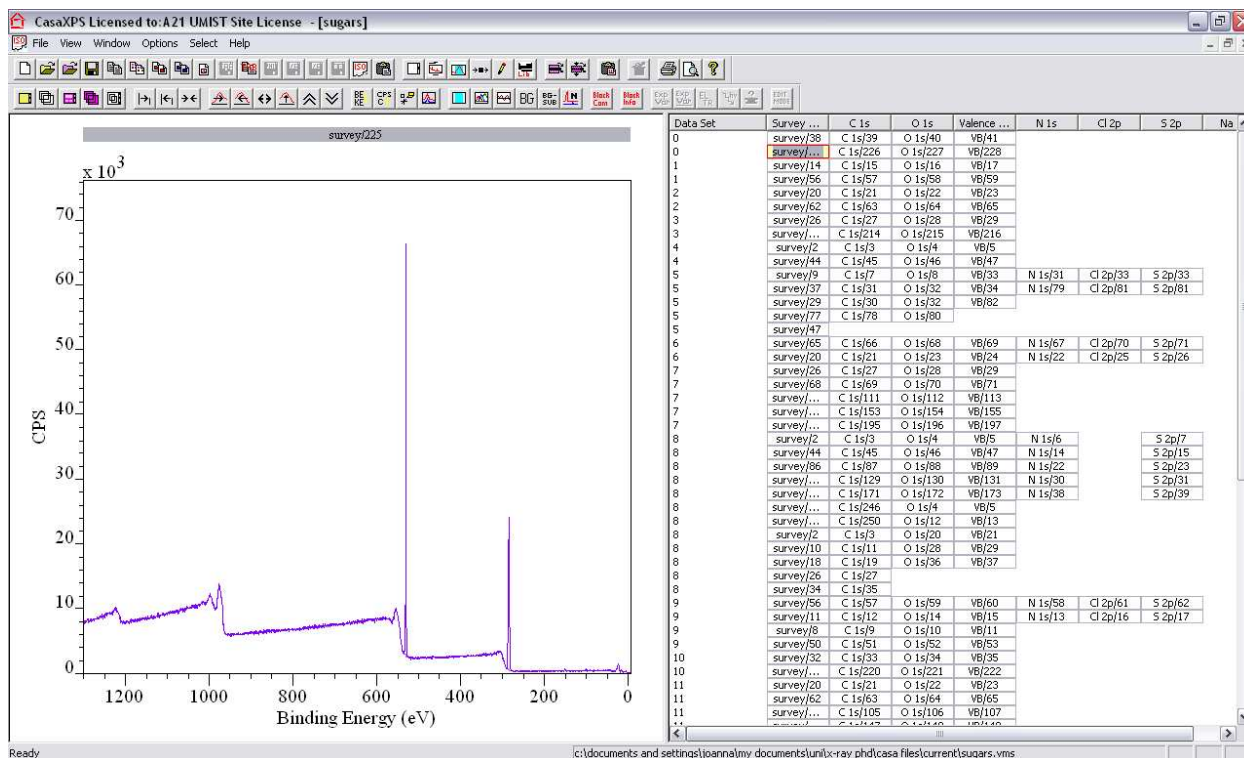 CasaXPS Licensed to:A21 UMIST Site License - [sugars]
File View Window Options Select Help
BE KE CPS C BG BG-SUB Block Com Block Info EDIT MODE
survey/225
x 10³
70
60
50
40
30
20
10
0
CPS
1200 1000 800 600 400 200 0
Binding Energy (eV)
Data Set Survey ... C 1s O 1s Valence ... N 1s Cl 2p S 2p Na
0 survey/38 C 1s/39 O 1s/40 VB/41
0 survey/... C 1s/226 O 1s/227 VB/228
1 survey/14 C 1s/15 O 1s/16 VB/17
1 survey/56 C 1s/57 O 1s/58 VB/59
2 survey/20 C 1s/21 O 1s/22 VB/23
2 survey/62 C 1s/63 O 1s/64 VB/65
3 survey/26 C 1s/27 O 1s/28 VB/29
3 survey/... C 1s/214 O 1s/215 VB/216
4 survey/2 C 1s/3 O 1s/4 VB/5
4 survey/44 C 1s/45 O 1s/46 VB/47
5 survey/9 C 1s/7 O 1s/8 VB/33 N 1s/31 Cl 2p/33 S 2p/33
5 survey/37 C 1s/31 O 1s/32 VB/34 N 1s/79 Cl 2p/81 S 2p/81
5 survey/29 C 1s/30 O 1s/32 VB/82
5 survey/77 C 1s/78 O 1s/80
5 survey/47
6 survey/65 C 1s/66 O 1s/68 VB/69 N 1s/67 Cl 2p/70 S 2p/71
6 survey/20 C 1s/21 O 1s/23 VB/24 N 1s/22 Cl 2p/25 S 2p/26
7 survey/26 C 1s/27 O 1s/28 VB/29
7 survey/68 C 1s/69 O 1s/70 VB/71
7 survey/... C 1s/111 O 1s/112 VB/113
7 survey/... C 1s/153 O 1s/154 VB/155
7 survey/... C 1s/195 O 1s/196 VB/197
8 survey/2 C 1s/3 O 1s/4 VB/5 N 1s/6 S 2p/7
8 survey/44 C 1s/45 O 1s/46 VB/47 N 1s/14 S 2p/15
8 survey/86 C 1s/87 O 1s/88 VB/89 N 1s/22 S 2p/23
8 survey/... C 1s/129 O 1s/130 VB/131 N 1s/30 S 2p/31
8 survey/... C 1s/171 O 1s/172 VB/173 N 1s/38 S 2p/39
8 survey/... C 1s/246 O 1s/4 VB/5
8 survey/... C 1s/250 O 1s/12 VB/13
8 survey/2 C 1s/3 O 1s/20 VB/21
8 survey/10 C 1s/11 O 1s/28 VB/29
8 survey/18 C 1s/19 O 1s/36 VB/37
8 survey/26 C 1s/27
8 survey/34 C 1s/35
9 survey/56 C 1s/57 O 1s/59 VB/60 N 1s/58 Cl 2p/61 S 2p/62
9 survey/11 C 1s/12 O 1s/14 VB/15 N 1s/13 Cl 2p/16 S 2p/17
9 survey/8 C 1s/9 O 1s/10 VB/11
9 survey/50 C 1s/51 O 1s/52 VB/53
10 survey/32 C 1s/33 O 1s/34 VB/35
10 survey/... C 1s/220 O 1s/221 VB/222
11 survey/20 C 1s/21 O 1s/22 VB/23
11 survey/62 C 1s/63 O 1s/64 VB/65
11 survey/... C 1s/105 O 1s/106 VB/107
Ready c:\documents and settings\joanna\my documents\uni\x-ray phd\casa files\current\sugars.vms